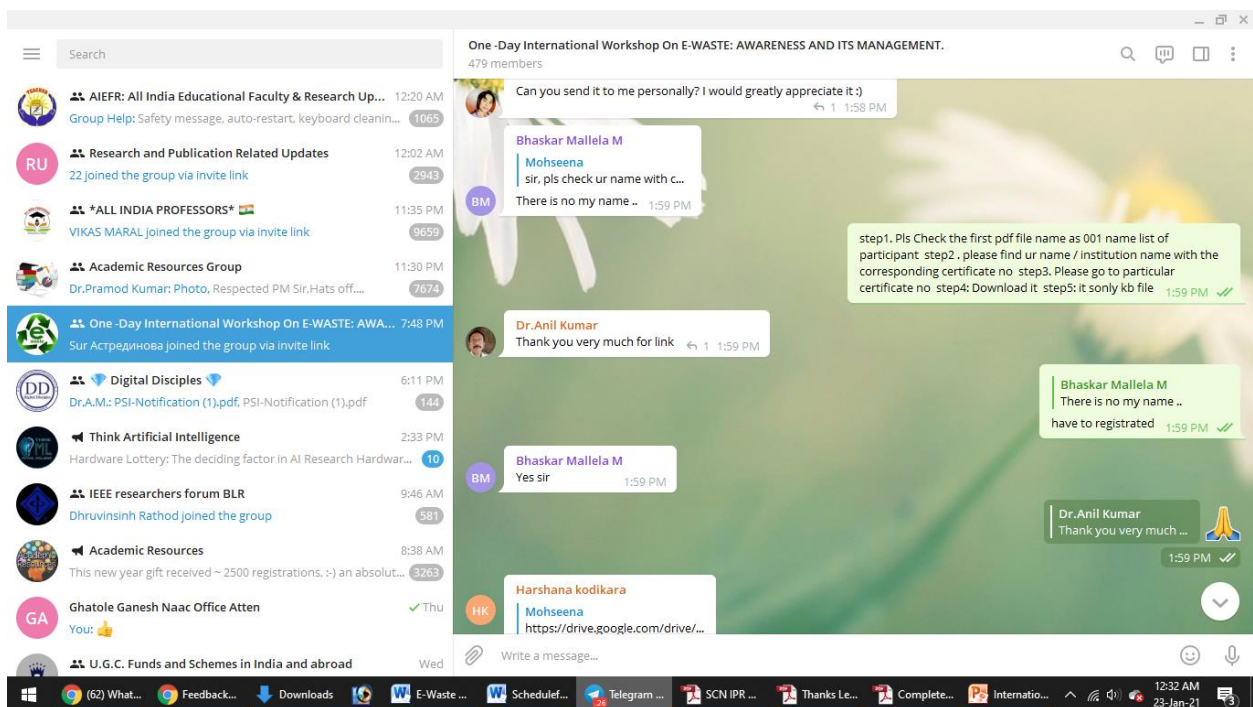 Search
AIEFR: All India Educational Faculty & Research Up... 12:20 AM
Group Help: Safety message, auto-restart, keyboard cleanin... 1065
RU
Research and Publication Related Updates 12:02 AM
22 joined the group via invite link 2943
*ALL INDIA PROFESSORS* 11:35 PM
VIKAS MARAL joined the group via invite link 9659
Academic Resources Group 11:30 PM
Dr.Pramod Kumar: Photo, Respected PM Sir.Hats off.... 7674
One -Day International Workshop On E-WASTE: AWA... 7:48 PM
Sur Астрединова joined the group via invite link
DD
💎 Digital Disciples 💎 6:11 PM
Dr.A.M.: PSI-Notification (1).pdf, PSI-Notification (1).pdf 144
Think Artificial Intelligence 2:33 PM
Hardware Lottery: The deciding factor in AI Research Hardwar... 10
IEEE researchers forum BLR 9:46 AM
Dhruvinsinh Rathod joined the group 581
Academic Resources 8:38 AM
This new year gift received ~ 2500 registrations, :-) an absolut... 3263
GA
Ghatole Ganesh Naac Office Atten Thu
You: 👍
U.G.C. Funds and Schemes in India and abroad Wed
One -Day International Workshop On E-WASTE: AWARENESS AND ITS MANAGEMENT.
479 members
Can you send it to me personally? I would greatly appreciate it :)
1 1:58 PM
Bhaskar Mallela M
Mohseena
sir, pls check ur name with c...
BM
There is no my name .. 1:59 PM
step1. Pls Check the first pdf file name as 001 name list of
participant step2 . please find ur name / institution name with the
corresponding certificate no step3. Please go to particular
certificate no step4: Download it step5: it sonly kb file 1:59 PM
Dr.Anil Kumar
Thank you very much for link 1 1:59 PM
Bhaskar Mallela M
There is no my name ..
have to registrated 1:59 PM
Bhaskar Mallela M
BM
Yes sir 1:59 PM
Dr.Anil Kumar
Thank you very much ... 🙏
1:59 PM
Harshana kodikara
HK
Mohseena
https://drive.google.com/drive/...
Write a message...
(62) What... Feedback... Downloads E-Waste ... Schedulef... Telegram ... 26 SCN IPR ... Thanks Le... Complete... Internatio... 12:32 AM
23-Jan-21 3